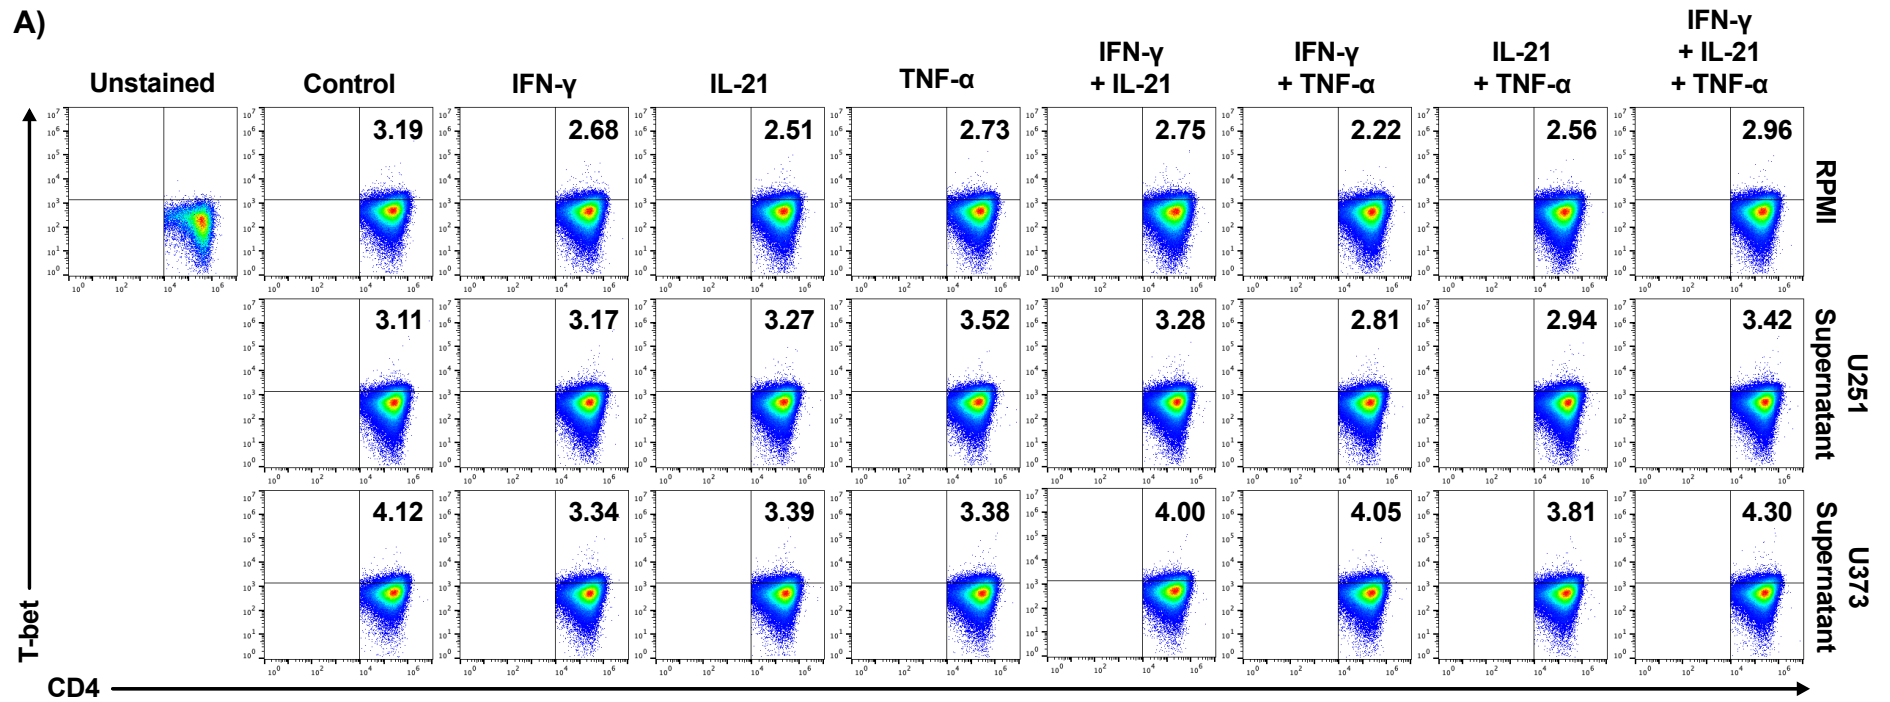 A)
Unstained
Control
IFN-γ
IL-21
TNF-α
IFN-γ
+ IL-21
IFN-γ
+ TNF-α
IL-21
+ TNF-α
IFN-γ
+ IL-21
+ TNF-α
3.19 2.68 2.51 2.73 2.75 2.22 2.56 2.96
RPMI
3.11 3.17 3.27 3.52 3.28 2.81 2.94 3.42
U251
Supernatant
4.12 3.34 3.39 3.38 4.00 4.05 3.81 4.30
U373
Supernatant
T-bet
CD4